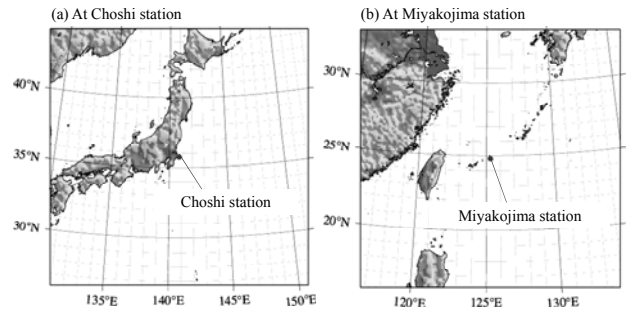 (a) At Choshi station
(b) At Miyakojima station
40°N
35°N
30°N
Choshi station
135°E
140°E
145°E
150°E
30°N
25°N
20°N
Miyakojima station
120°E
125°E
130°E